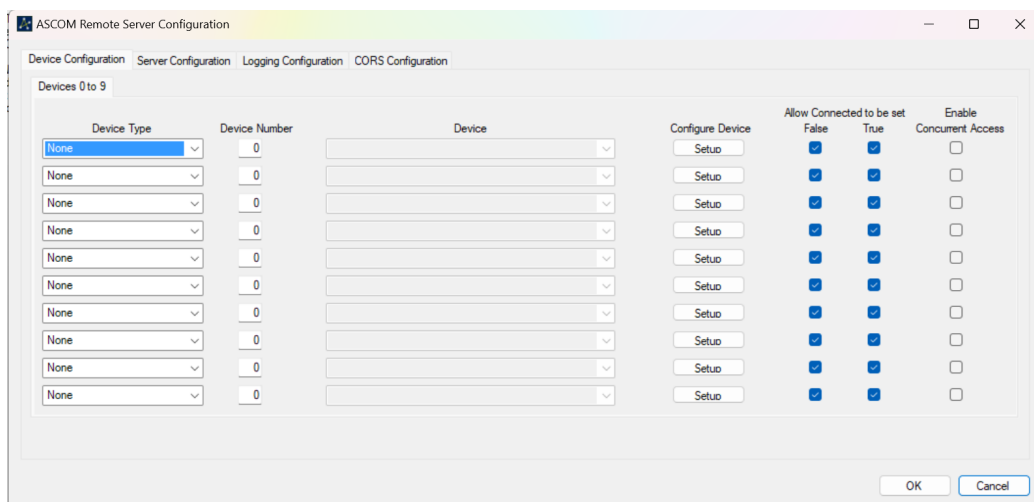 ASCOM Remote Server Configuration
Device Configuration Server Configuration Logging Configuration CORS Configuration
Devices 0 to 9
Allow Connected to be set Enable
Device Type Device Number Device Configure Device False True Concurrent Access
None 0 Setup
None 0 Setup
None 0 Setup
None 0 Setup
None 0 Setup
None 0 Setup
None 0 Setup
None 0 Setup
None 0 Setup
None 0 Setup
OK Cancel